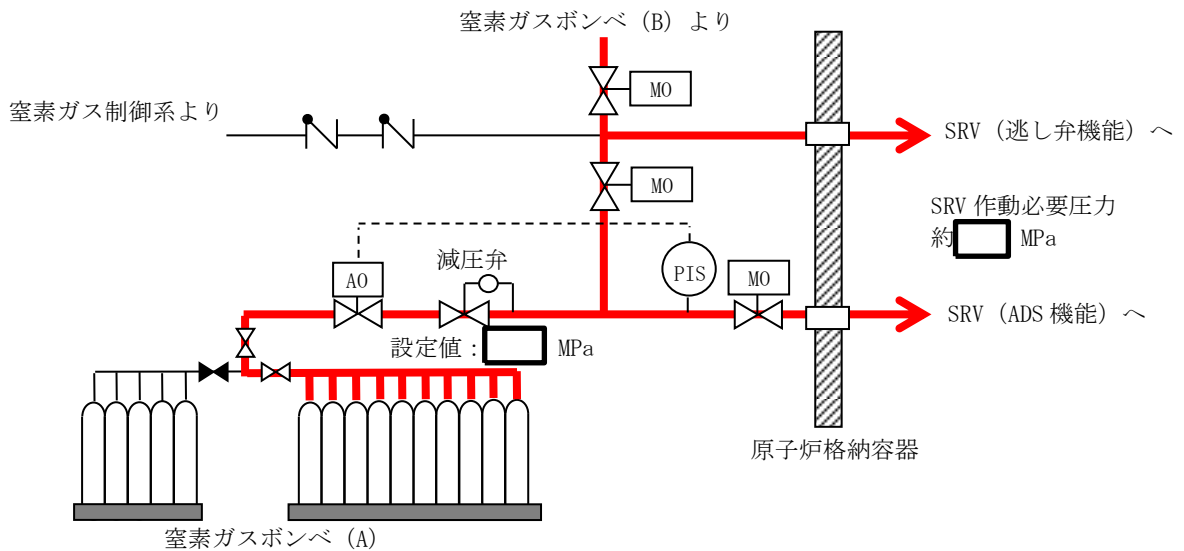 窒素ガスボンベ（B）より
MO
窒素ガス制御系より
SRV（逃し弁機能）へ
MO
SRV 作動必要圧力
約 MPa
減圧弁
AO
PIS
MO
SRV（ADS 機能）へ
設定値： MPa
原子炉格納容器
窒素ガスボンベ（A）